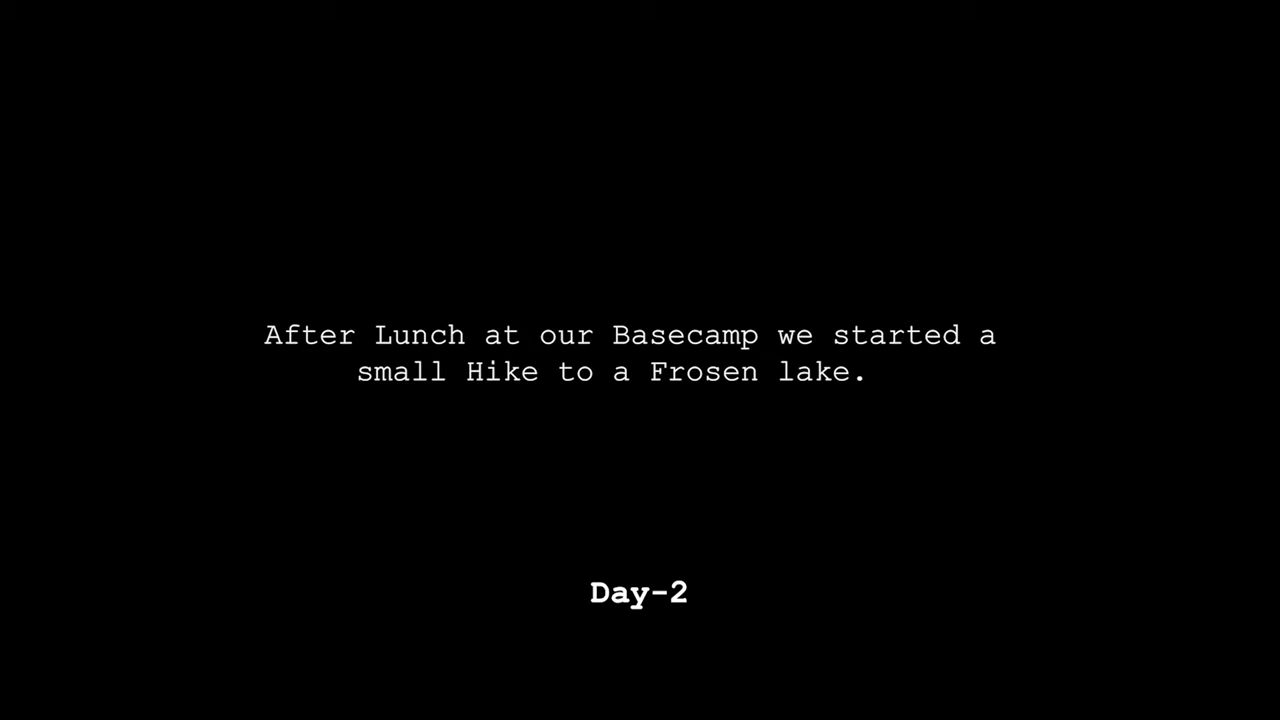 After Lunch at our Basecamp we started a
small Hike to a Frosen lake.
Day-2